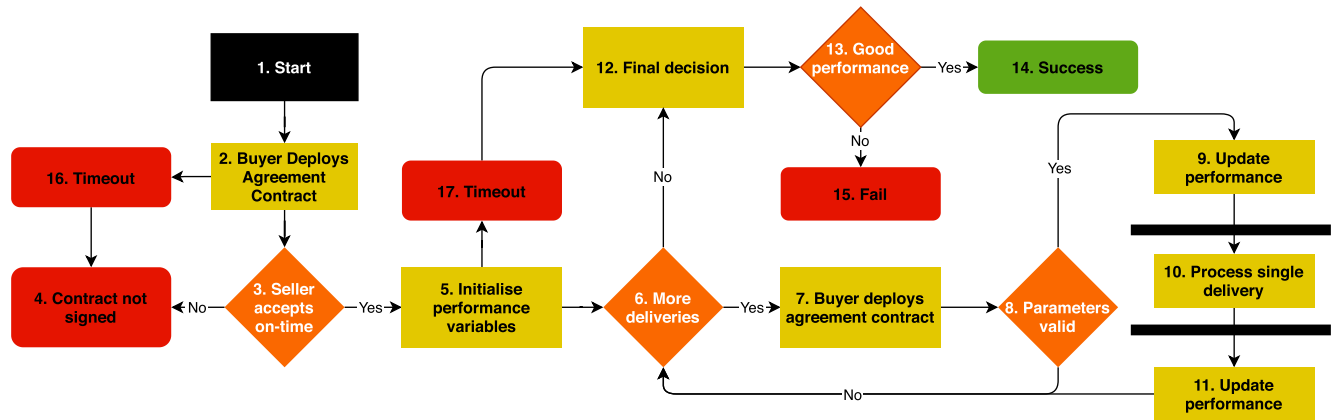 1. Start
2. Buyer Deploys
Agreement
Contract
16. Timeout
4. Contract not
signed
No
3. Seller
accepts
on-time
Yes
5. Initialise
performance
variables
17. Timeout
12. Final decision
13. Good
performance
Yes
14. Success
No
15. Fail
No
6. More
deliveries
Yes
7. Buyer deploys
agreement contract
8. Parameters
valid
Yes
No
9. Update
performance
10. Process single
delivery
11. Update
performance